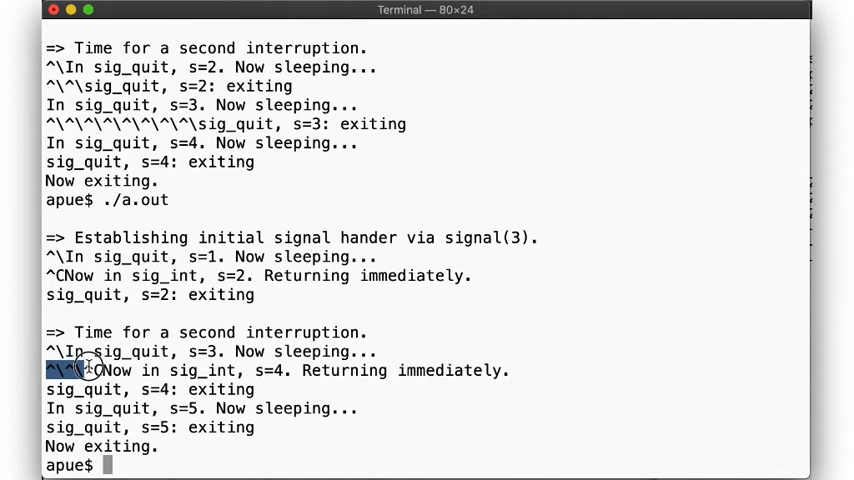 Terminal — 80×24
=> Time for a second interruption.
^\In sig_quit, s=2. Now sleeping...
^\^\sig_quit, s=2: exiting
In sig_quit, s=3. Now sleeping...
^\^\^\^\^\^\^\^\sig_quit, s=3: exiting
In sig_quit, s=4. Now sleeping...
sig_quit, s=4: exiting
Now exiting.
apue$ ./a.out
=> Establishing initial signal hander via signal(3).
^\In sig_quit, s=1. Now sleeping...
^CNow in sig_int, s=2. Returning immediately.
sig_quit, s=2: exiting
=> Time for a second interruption.
^\In sig_quit, s=3. Now sleeping...
^\^\^CNow in sig_int, s=4. Returning immediately.
sig_quit, s=4: exiting
In sig_quit, s=5. Now sleeping...
sig_quit, s=5: exiting
Now exiting.
apue$